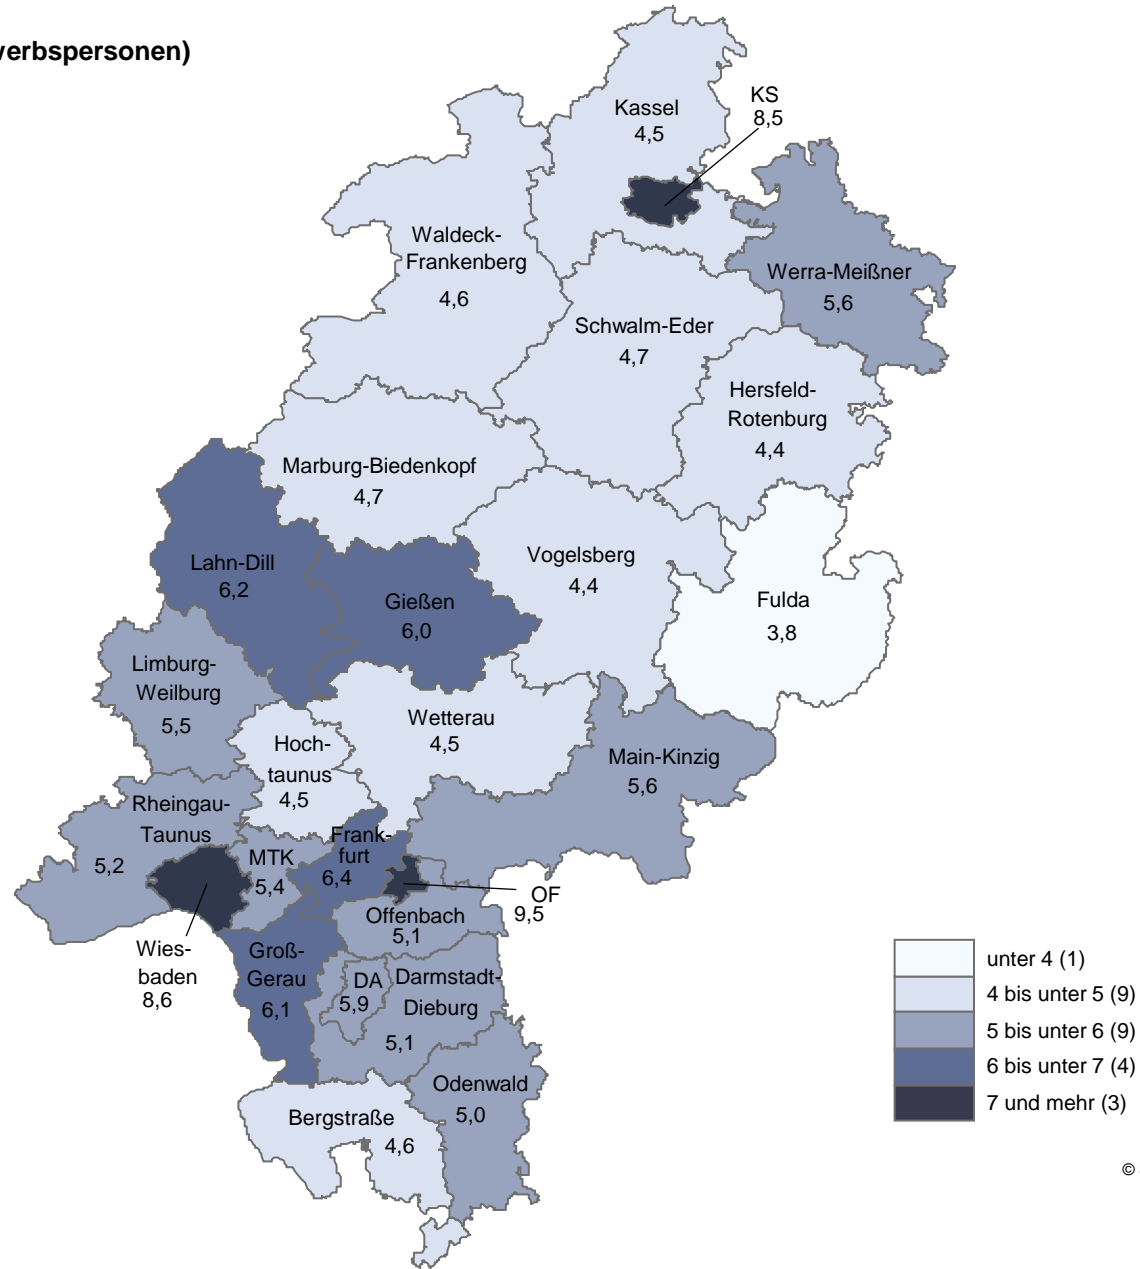 werbspersonen)
Kassel
4,5
KS
8,5
Waldeck-
Frankenberg
4,6
Werra-Meißner
5,6
Schwalm-Eder
4,7
Hersfeld-
Rotenburg
4,4
Marburg-Biedenkopf
4,7
Lahn-Dill
6,2
Gießen
6,0
Vogelsberg
4,4
Fulda
3,8
Limburg-
Weilburg
5,5
Wetterau
4,5
Hoch-
taunus
4,5
Main-Kinzig
5,6
Rheingau-
Taunus
5,2
MTK
5,4
Frank-
furt
6,4
OF
9,5
Offenbach
5,1
Wies-
baden
8,6
Groß-
Gerau
6,1
DA
5,9
Darmstadt-
Dieburg
5,1
Odenwald
5,0
Bergstraße
4,6
unter 4 (1)
4 bis unter 5 (9)
5 bis unter 6 (9)
6 bis unter 7 (4)
7 und mehr (3)
©